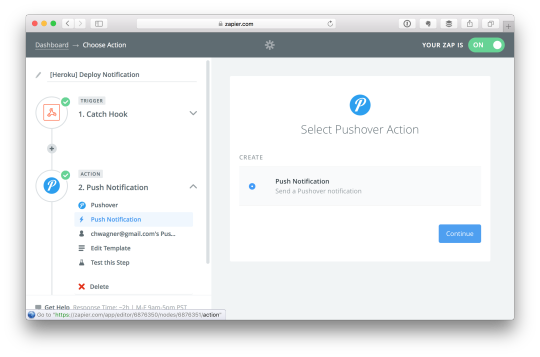 zapier.com
Dashboard → Choose Action
YOUR ZAP IS ON
[Heroku] Deploy Notification
TRIGGER
1. Catch Hook
ACTION
2. Push Notification
Pushover
Push Notification
chwagner@gmail.com's Pus...
Edit Template
Test this Step
Delete
Get Help Response Time: ~2h | M-F 9am-5pm PST
Go to "https://zapier.com/app/editor/6876350/nodes/6876351/action"
Select Pushover Action
CREATE
Push Notification
Send a Pushover notification
Continue